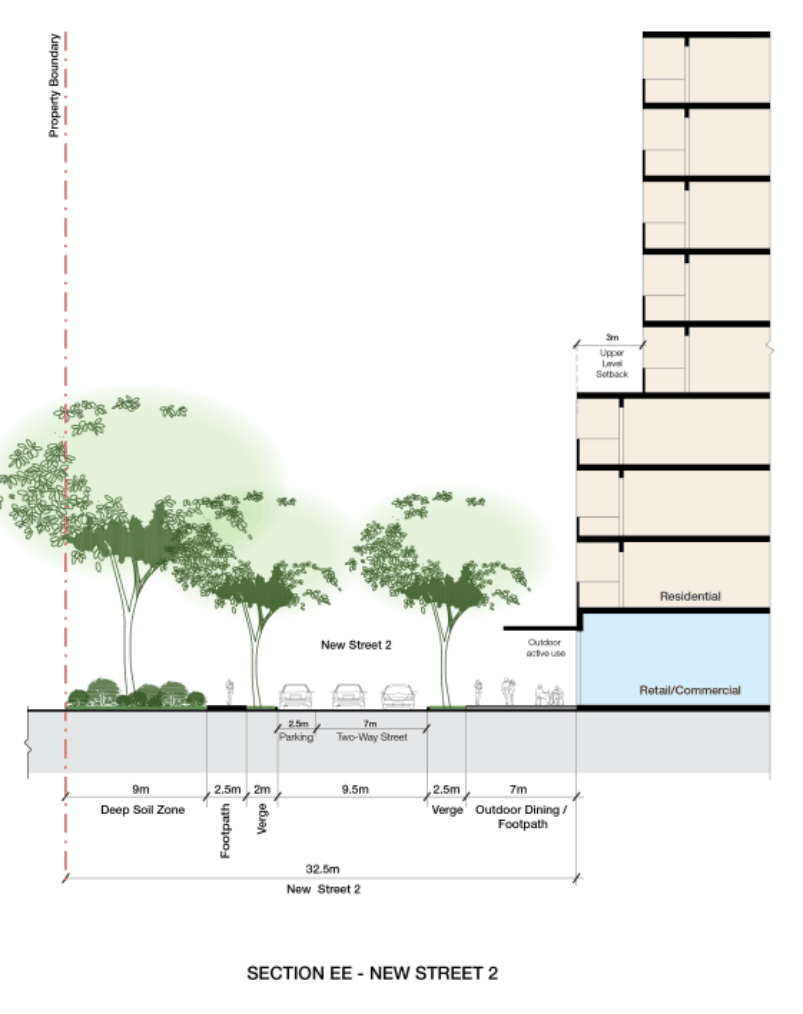 Property Boundary
3m
Upper
Level
Setback
Residential
New Street 2
Outdoor
active use
Retail/Commercial
2.5m
7m
Parking
Two-Way Street
9m
2.5m
2m
9.5m
2.5m
7m
Deep Soil Zone
Footpath
Verge
Verge
Outdoor Dining /
Footpath
32.5m
New Street 2
SECTION EE - NEW STREET 2